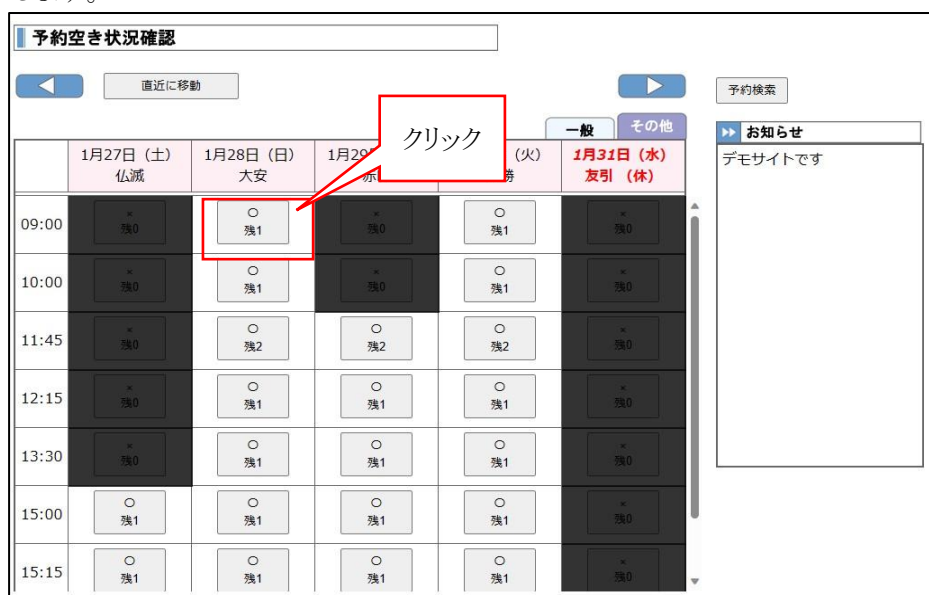 予約空き状況確認
直近に移動
予約検索
クリック
一般 その他
お知らせ
デモサイトです
1月27日（土） 1月28日（日） 1月29 （火） 1月31日（水）
仏滅 大安 友引 （休）
09:00 × 残0 ○ 残1 × 残0 ○ 残1 × 残0
10:00 × 残0 ○ 残1 × 残0 ○ 残1 × 残0
11:45 × 残0 ○ 残2 ○ 残2 ○ 残2 × 残0
12:15 × 残0 ○ 残1 ○ 残1 ○ 残1 × 残0
13:30 × 残0 ○ 残1 ○ 残1 ○ 残1 × 残0
15:00 ○ 残1 ○ 残1 ○ 残1 ○ 残1 × 残0
15:15 ○ 残1 ○ 残1 ○ 残1 ○ 残1 × 残0